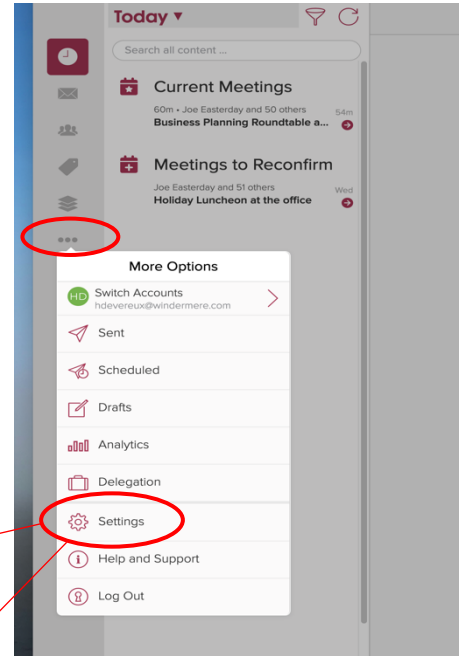 Today ▼
Search all content ...
Current Meetings
60m • Joe Easterday and 50 others
54m
Business Planning Roundtable a...
Meetings to Reconfirm
Joe Easterday and 51 others
Wed
Holiday Luncheon at the office
More Options
HD
Switch Accounts
hdevereux@windermere.com
Sent
Scheduled
Drafts
Analytics
Delegation
Settings
Help and Support
Log Out